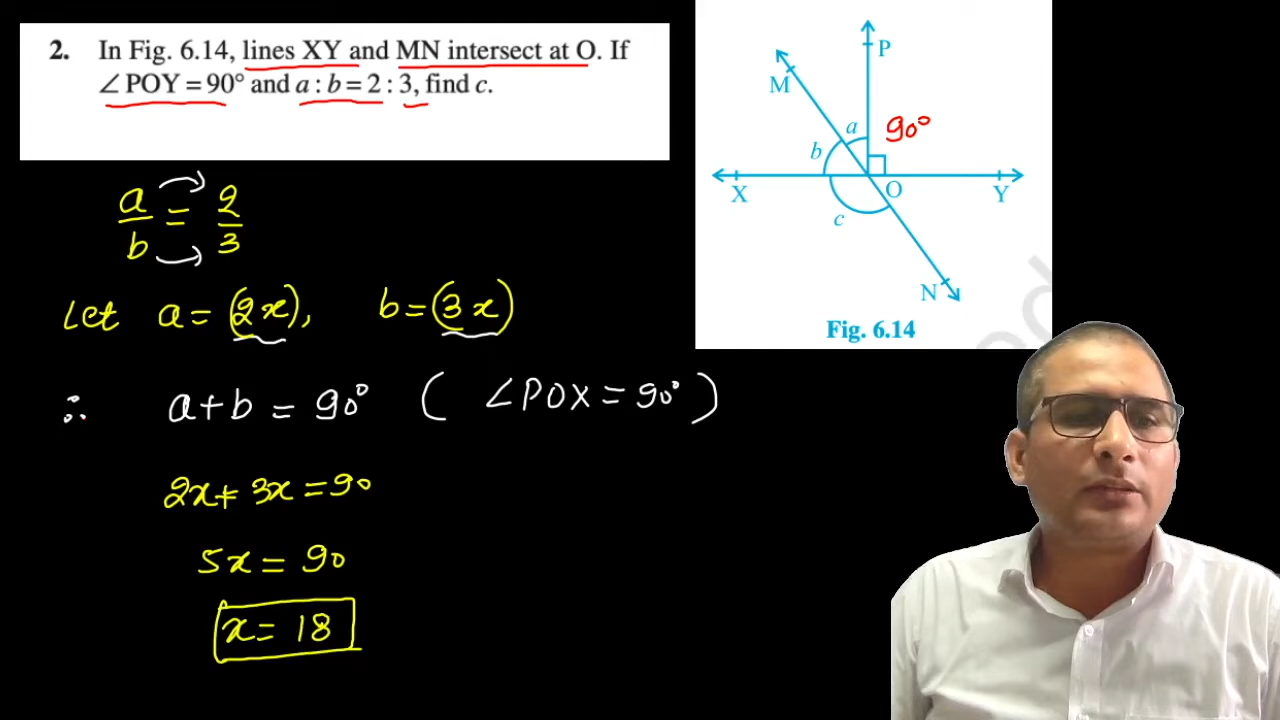 2. In Fig. 6.14, lines XY and MN intersect at O. If
∠ POY = 90° and a : b = 2 : 3, find c.
P
M
a
90°
b
X
O
Y
c
N
Fig. 6.14
a/b = 2/3
Let a = (2x), b = (3x)
∴ a + b = 90° ( ∠POX = 90° )
2x + 3x = 90
5x = 90
x = 18